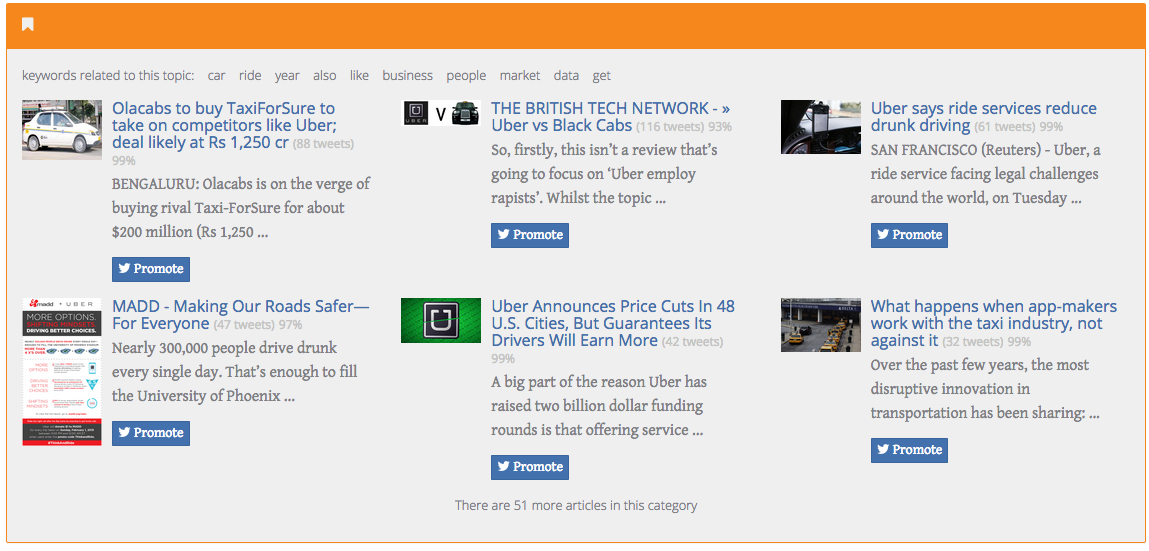 keywords related to this topic: car ride year also like business people market data get
Olacabs to buy TaxiForSure to
take on competitors like Uber;
deal likely at Rs 1,250 cr (88 tweets)
99%
BENGALURU: Olacabs is on the verge of
buying rival Taxi-ForSure for about
$200 million (Rs 1,250 ...
Promote
UBER
V
THE BRITISH TECH NETWORK - »
Uber vs Black Cabs (116 tweets) 93%
So, firstly, this isn’t a review that’s
going to focus on ‘Uber employ
rapists’. Whilst the topic ...
Promote
Uber says ride services reduce
drunk driving (61 tweets) 99%
SAN FRANCISCO (Reuters) - Uber, a
ride service facing legal challenges
around the world, on Tuesday ...
Promote
madd + UBER
MORE OPTIONS.
SHIFTING MINDSETS.
DRIVING BETTER CHOICES.
MORE
OPTIONS
DRIVING
BETTER
CHOICES
SHIFTING
MINDSETS
MADD - Making Our Roads Safer—
For Everyone (47 tweets) 97%
Nearly 300,000 people drive drunk
every single day. That’s enough to fill
the University of Phoenix ...
Promote
Uber Announces Price Cuts In 48
U.S. Cities, But Guarantees Its
Drivers Will Earn More (42 tweets)
99%
A big part of the reason Uber has
raised two billion dollar funding
rounds is that offering service ...
Promote
What happens when app-makers
work with the taxi industry, not
against it (32 tweets) 99%
Over the past few years, the most
disruptive innovation in
transportation has been sharing: ...
Promote
There are 51 more articles in this category